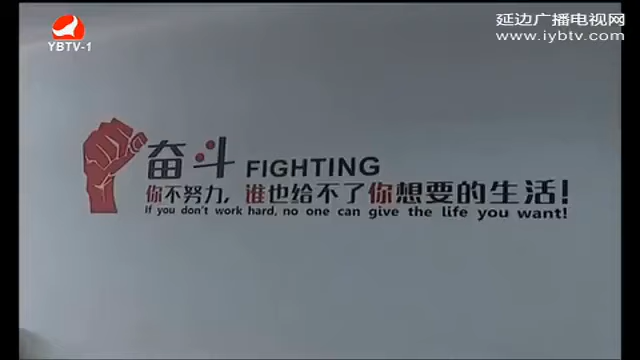 YBTV-1
延边广播电视网
www.iybtv.com
奋斗 FIGHTING
你不努力，谁也给不了你想要的生活！
If you don't work hard, no one can give the life you want!